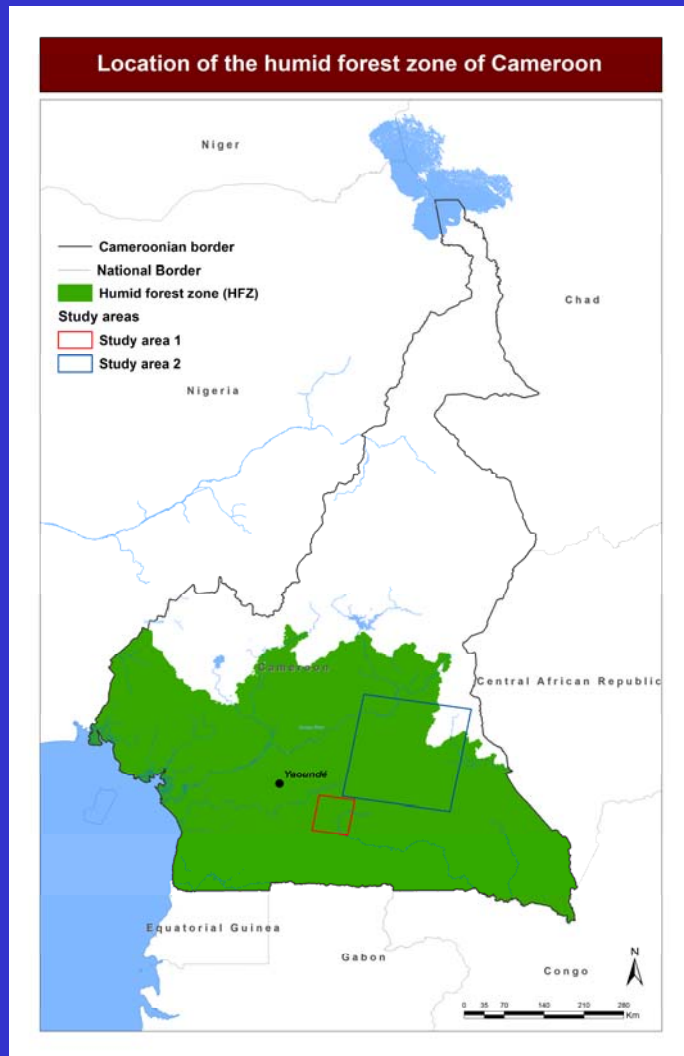 Location of the humid forest zone of Cameroon
Niger
Cameroonian border
National Border
Humid forest zone (HFZ)
Study areas
Study area 1
Study area 2
Chad
Nigeria
Cameroon
Central African Republic
Yaoundé
Equatorial Guinea
Gabon
Congo
N
0 35 70 140 210 280
Km